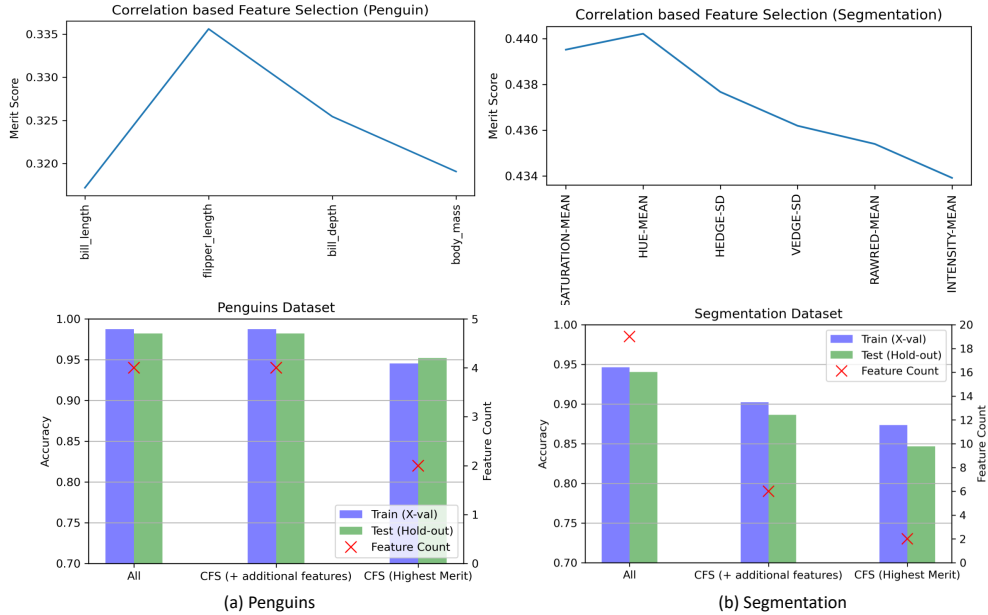 Correlation based Feature Selection (Penguin)
Merit Score
0.335
0.330
0.325
0.320
bill_length
flipper_length
bill_depth
body_mass
Correlation based Feature Selection (Segmentation)
Merit Score
0.440
0.438
0.436
0.434
SATURATION-MEAN
HUE-MEAN
HEDGE-SD
VEDGE-SD
RAWRED-MEAN
INTENSITY-MEAN
Penguins Dataset
Accuracy
1.00
0.95
0.90
0.85
0.80
0.75
0.70
Feature Count
5
4
3
2
1
0
Train (X-val)
Test (Hold-out)
Feature Count
All
CFS (+ additional features)
CFS (Highest Merit)
(a) Penguins
Segmentation Dataset
Accuracy
1.00
0.95
0.90
0.85
0.80
0.75
0.70
Feature Count
20
18
16
14
12
10
8
6
4
2
0
Train (X-val)
Test (Hold-out)
Feature Count
All
CFS (+ additional features)
CFS (Highest Merit)
(b) Segmentation